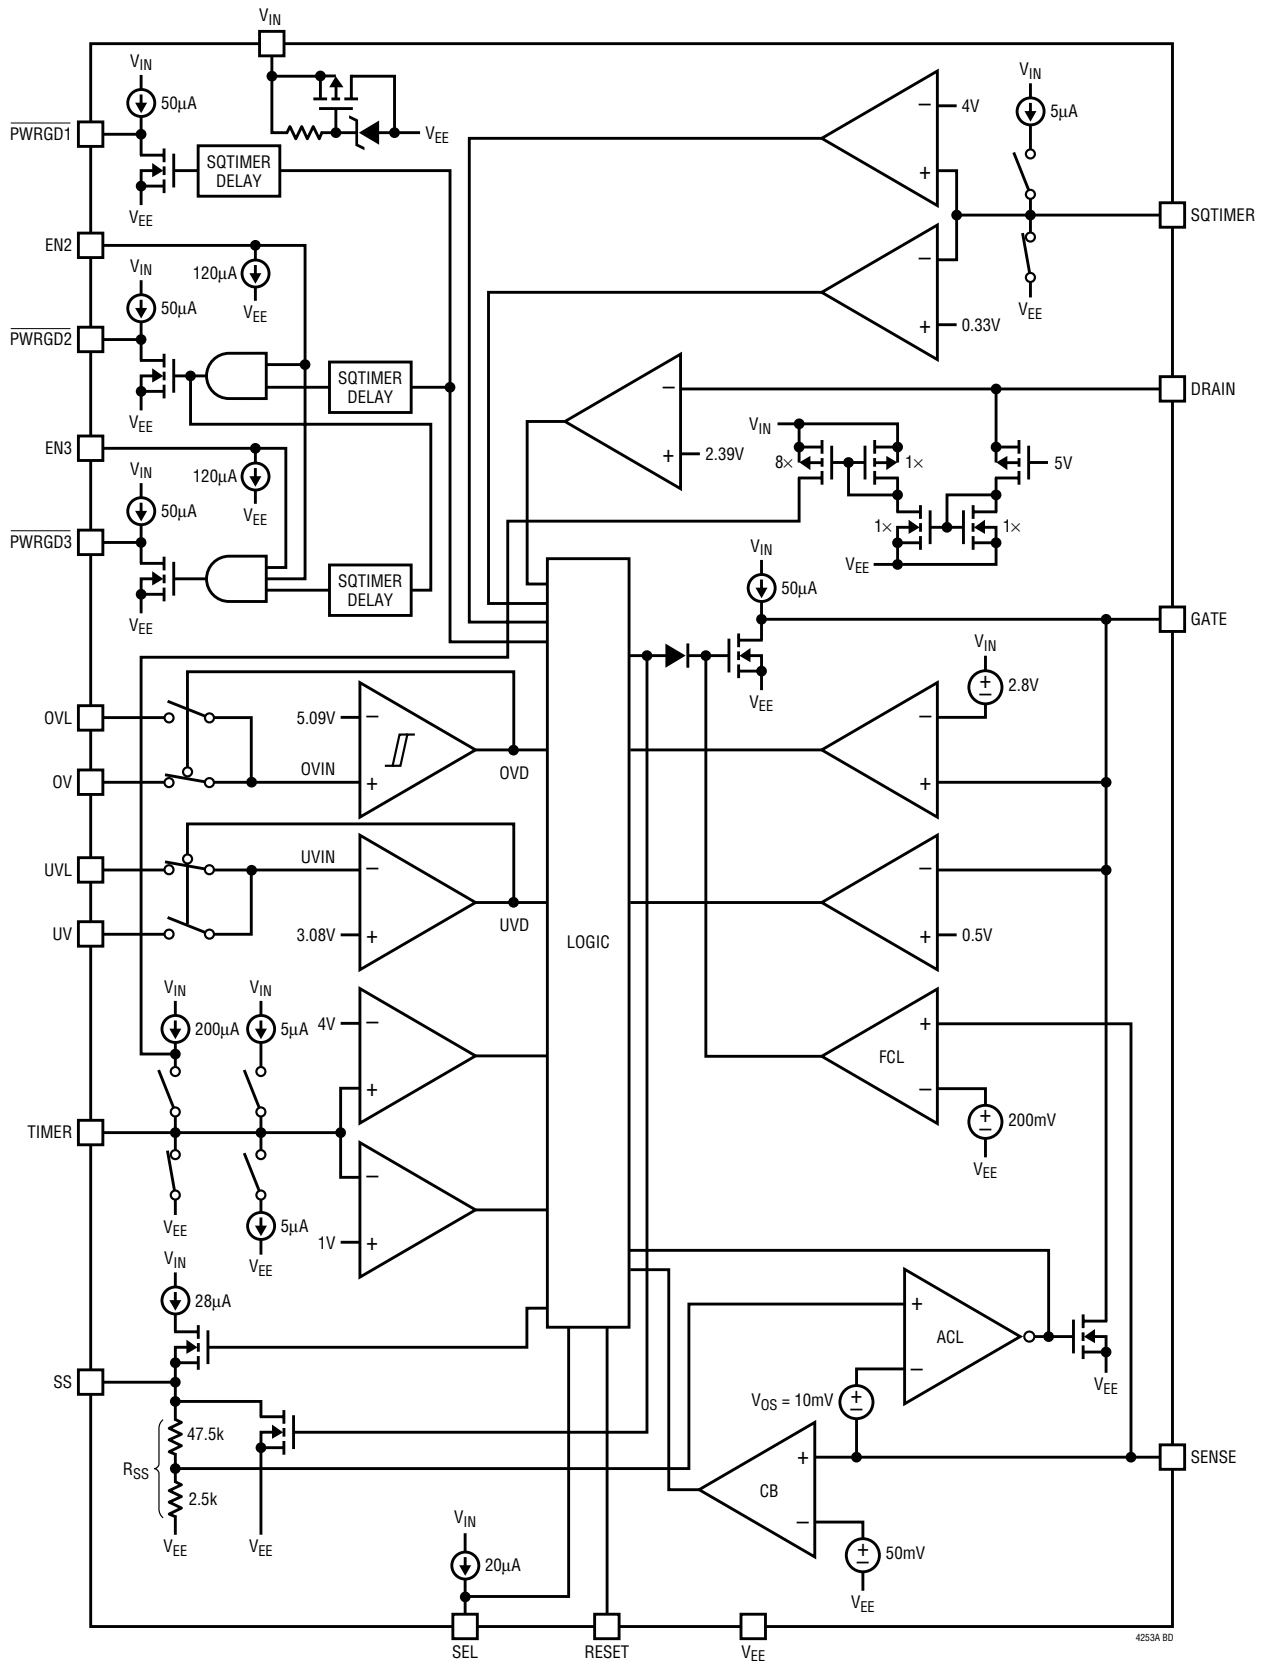 VIN
VIN
50µA
PWRGD1
SQTIMER
DELAY
VEE
VEE
4V
−
+
VIN
5µA
SQTIMER
EN2
120µA
VEE
VIN
50µA
PWRGD2
SQTIMER
DELAY
VEE
−
+
0.33V
VEE
DRAIN
−
+
2.39V
VIN
8×
1×
5V
1×
1×
VEE
EN3
120µA
VEE
VIN
50µA
PWRGD3
SQTIMER
DELAY
VEE
VIN
50µA
GATE
VEE
VIN
+
−
2.8V
−
+
OVL
5.09V
−
OV
OVIN
+
OVD
UVL
UVIN
−
UV
3.08V
+
UVD
LOGIC
−
+
0.5V
VIN
200µA
VIN
5µA
4V
−
+
+
FCL
−
+
−
200mV
VEE
TIMER
−
1V
+
VEE
5µA
VEE
VIN
28µA
+
ACL
−
VEE
SS
VOS = 10mV
+
−
47.5k
RSS
2.5k
VEE
VEE
+
CB
−
SENSE
+
−
50mV
VEE
VIN
20µA
SEL
RESET
VEE
4253A BD